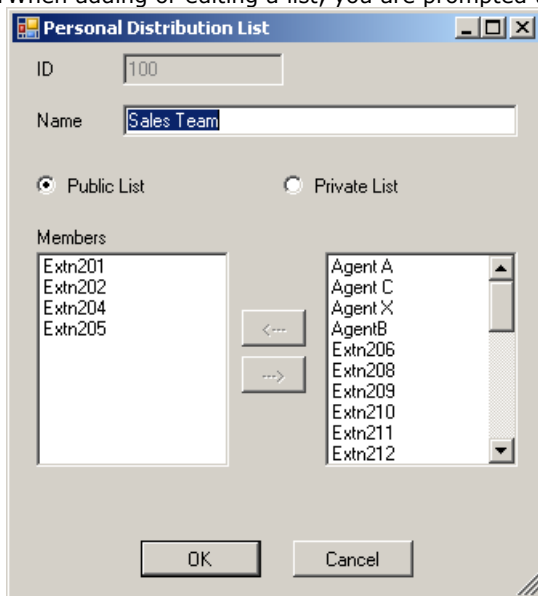 When adding or editing a list, you are prompted
Personal Distribution List
ID 100
Name Sales Team
Public List Private List
Members
Extn201
Extn202
Extn204
Extn205
<---
--->
Agent A
Agent C
Agent X
AgentB
Extn206
Extn208
Extn209
Extn210
Extn211
Extn212
OK Cancel